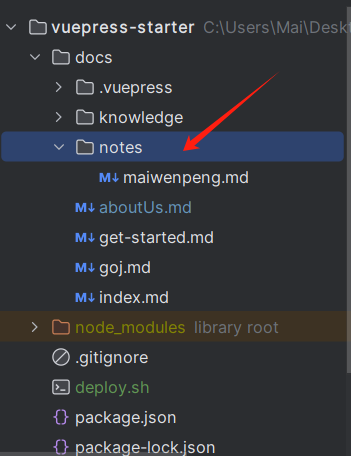 vuepress-starter C:\Users\Mai\Desk
docs
.vuepress
knowledge
notes
M↓ maiwenpeng.md
M↓ aboutUs.md
M↓ get-started.md
M↓ goj.md
M↓ index.md
node_modules library root
.gitignore
deploy.sh
package.json
package-lock.json